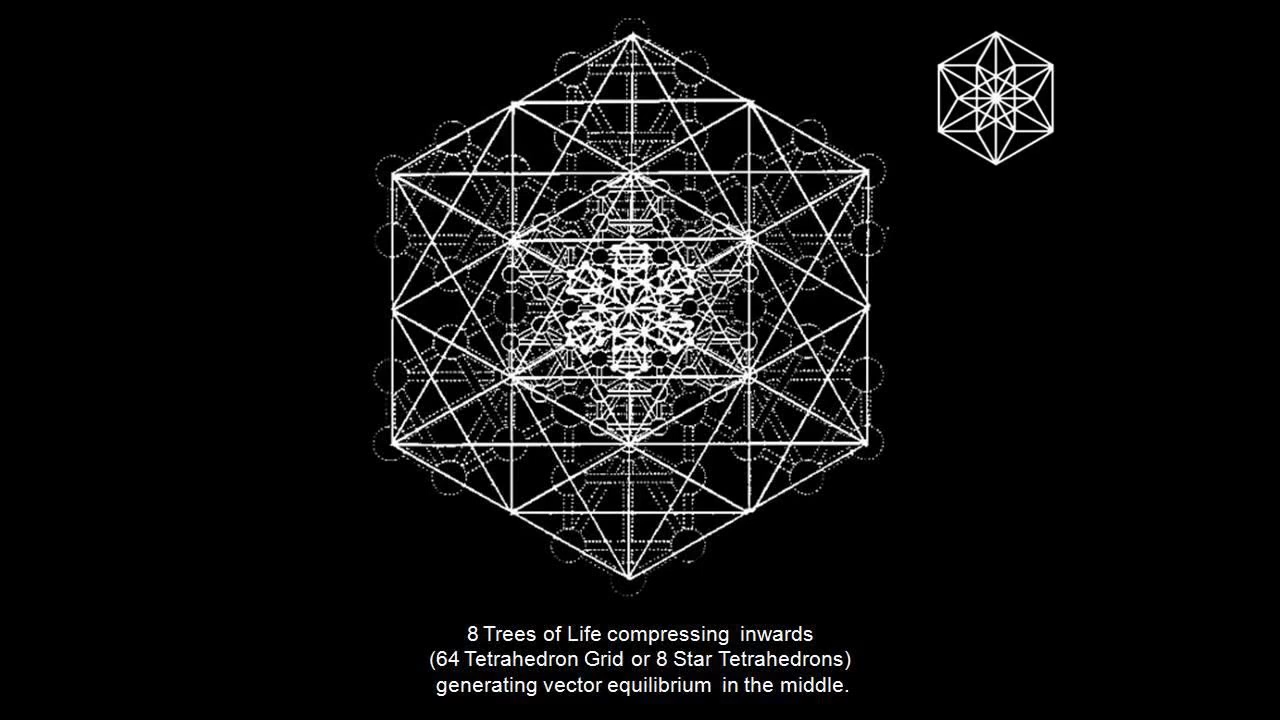 8 Trees of Life compressing inwards
(64 Tetrahedron Grid or 8 Star Tetrahedrons)
generating vector equilibrium in the middle.